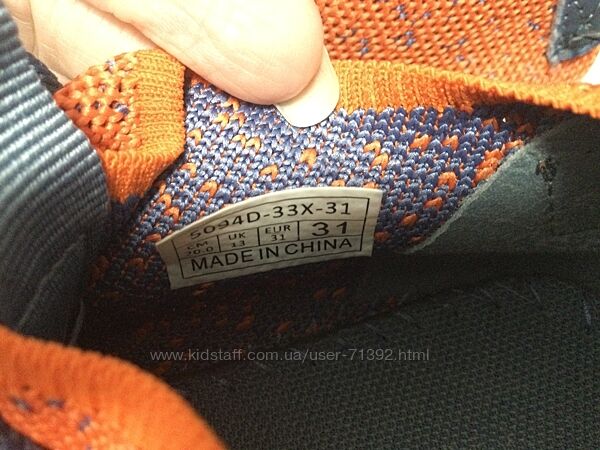 5094D-33X-31
CM UK EUR 31
20.0 13 31
MADE IN CHINA
www.kidstaff.com.ua/user-71392.html